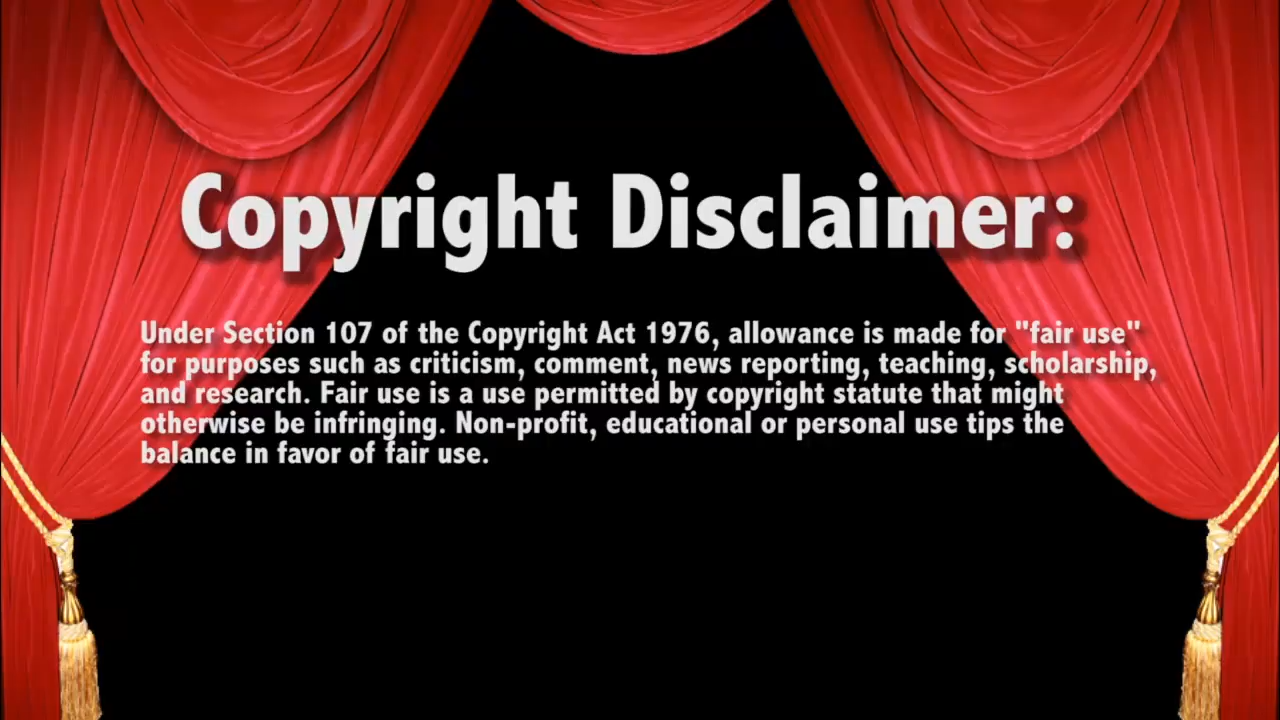 Copyright Disclaimer:
Under Section 107 of the Copyright Act 1976, allowance is made for "fair use"
for purposes such as criticism, comment, news reporting, teaching, scholarship,
and research. Fair use is a use permitted by copyright statute that might
otherwise be infringing. Non-profit, educational or personal use tips the
balance in favor of fair use.